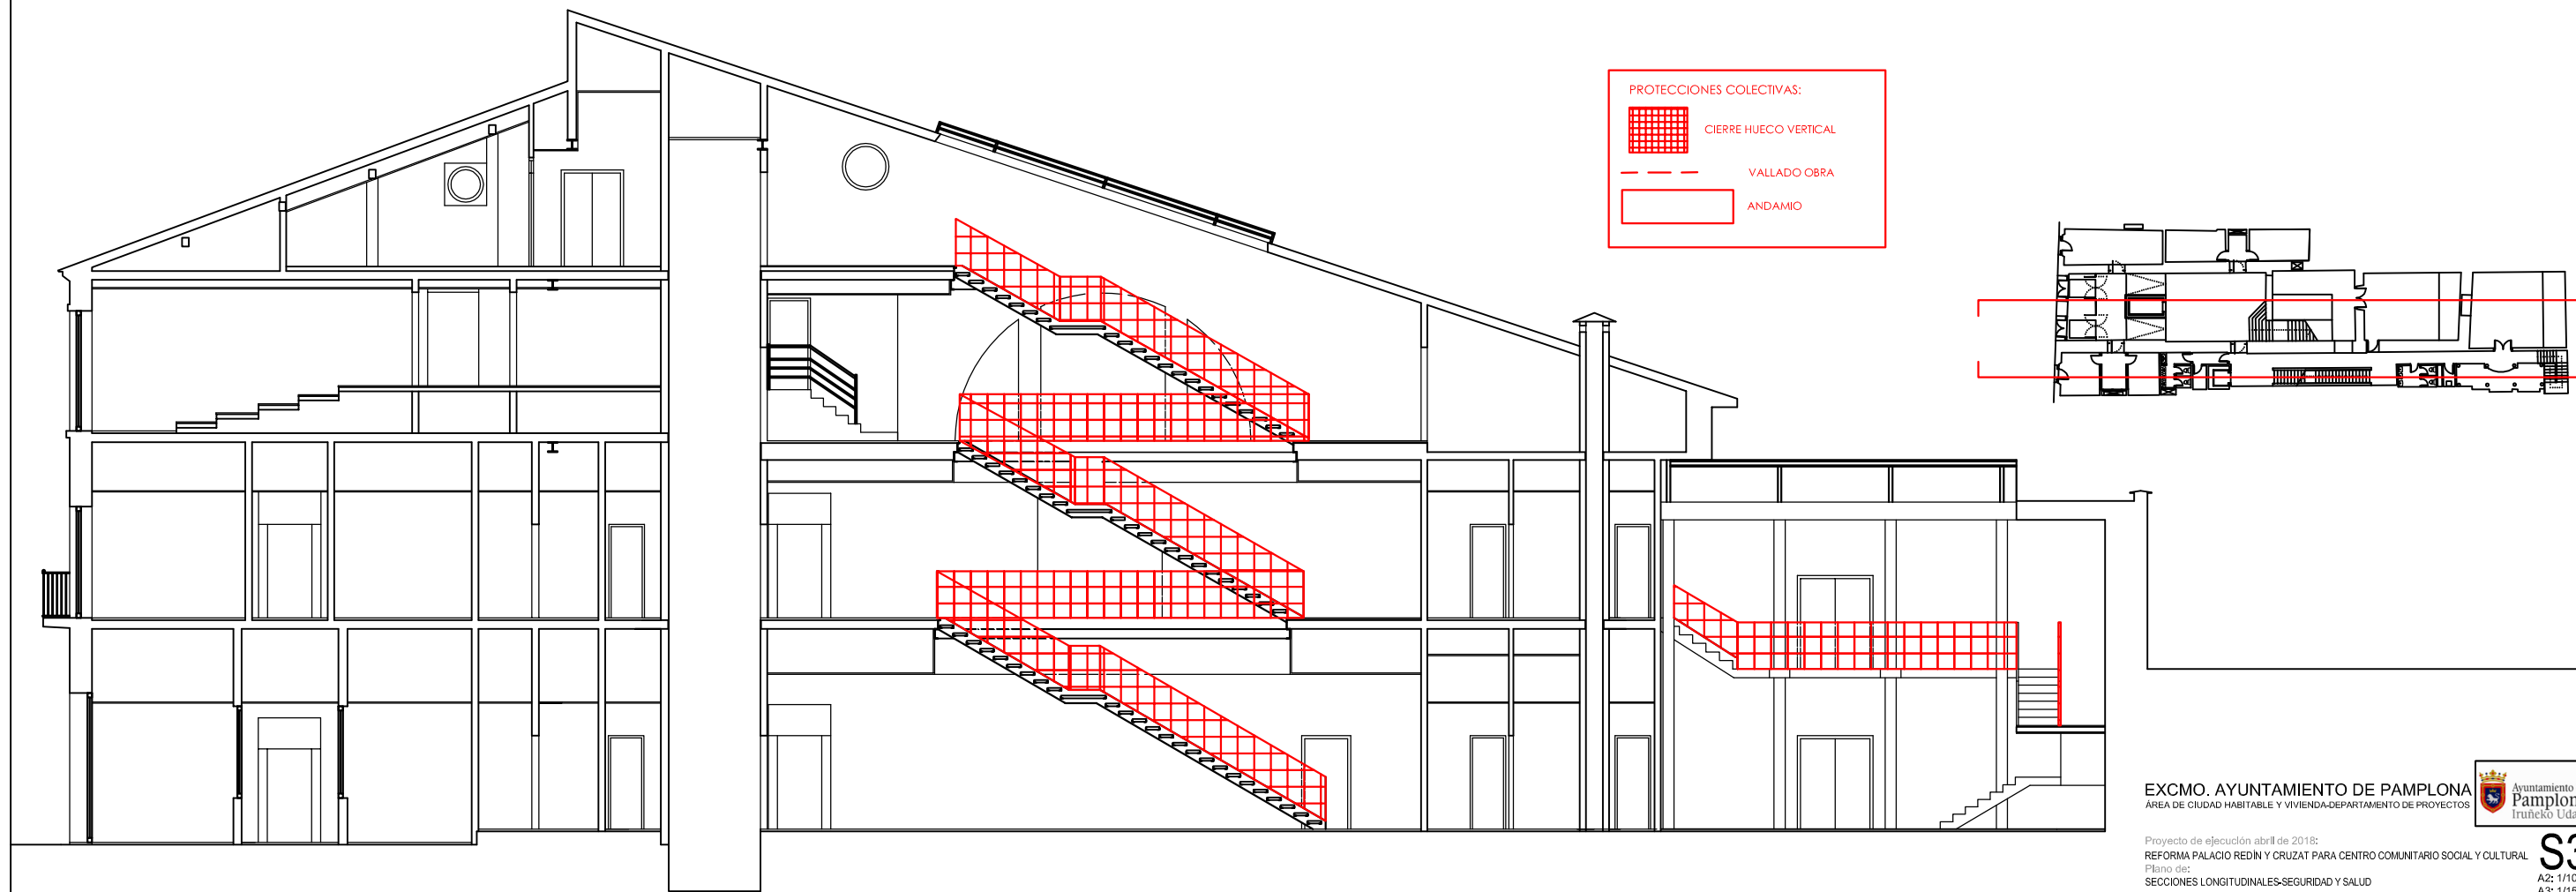 PROTECCIONES COLECTIVAS:
CIERRE HUECO VERTICAL
VALLADO OBRA
ANDAMIO
EXCMO. AYUNTAMIENTO DE PAMPLONA
ÁREA DE CIUDAD HABITABLE Y VIVIENDA-DEPARTAMENTO DE PROYECTOS
Ayuntamiento
Proyecto de ejecución abril de 2018:
REFORMA PALACIO REDÍN Y CRUZAT PARA CENTRO COMUNITARIO SOCIAL Y CULTURAL
Plano de:
SECCIONES LONGITUDINALES-SEGURIDAD Y SALUD
Iruñeko